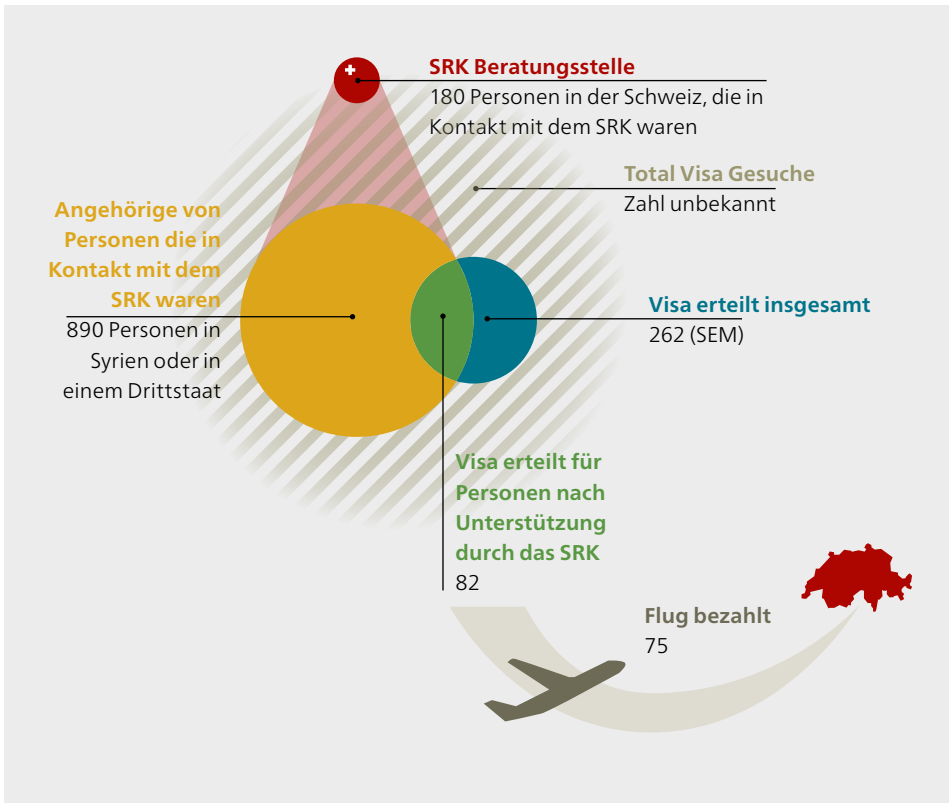 SRK Beratungsstelle
180 Personen in der Schweiz, die in
Kontakt mit dem SRK waren
Total Visa Gesuche
Zahl unbekannt
Angehörige von
Personen die in
Kontakt mit dem
SRK waren
890 Personen in
Syrien oder in
einem Drittstaat
Visa erteilt insgesamt
262 (SEM)
Visa erteilt für
Personen nach
Unterstützung
durch das SRK
82
Flug bezahlt
75